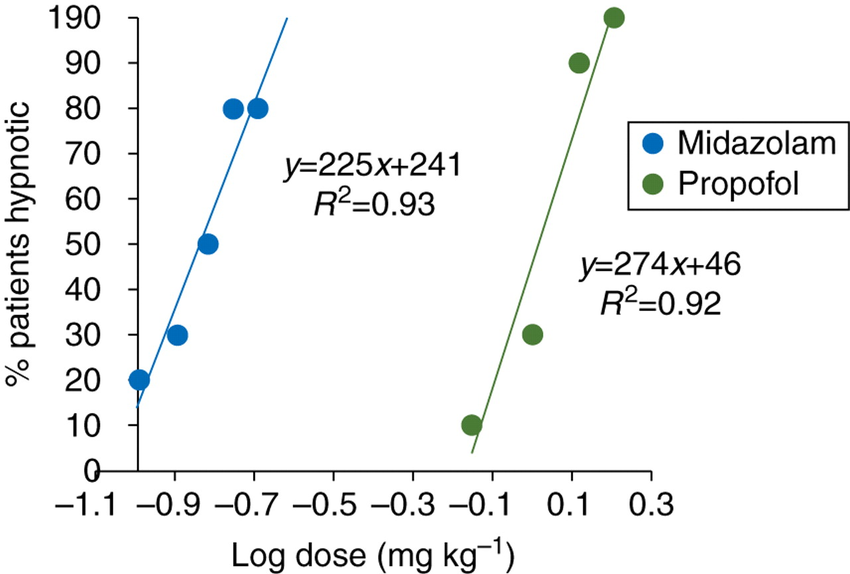 % patients hypnotic
190
90
80
70
60
50
40
30
20
10
0
−1.1 −0.9 −0.7 −0.5 −0.3 −0.1 0.1 0.3
Log dose (mg kg⁻¹)
y=225x+241
R²=0.93
y=274x+46
R²=0.92
Midazolam
Propofol